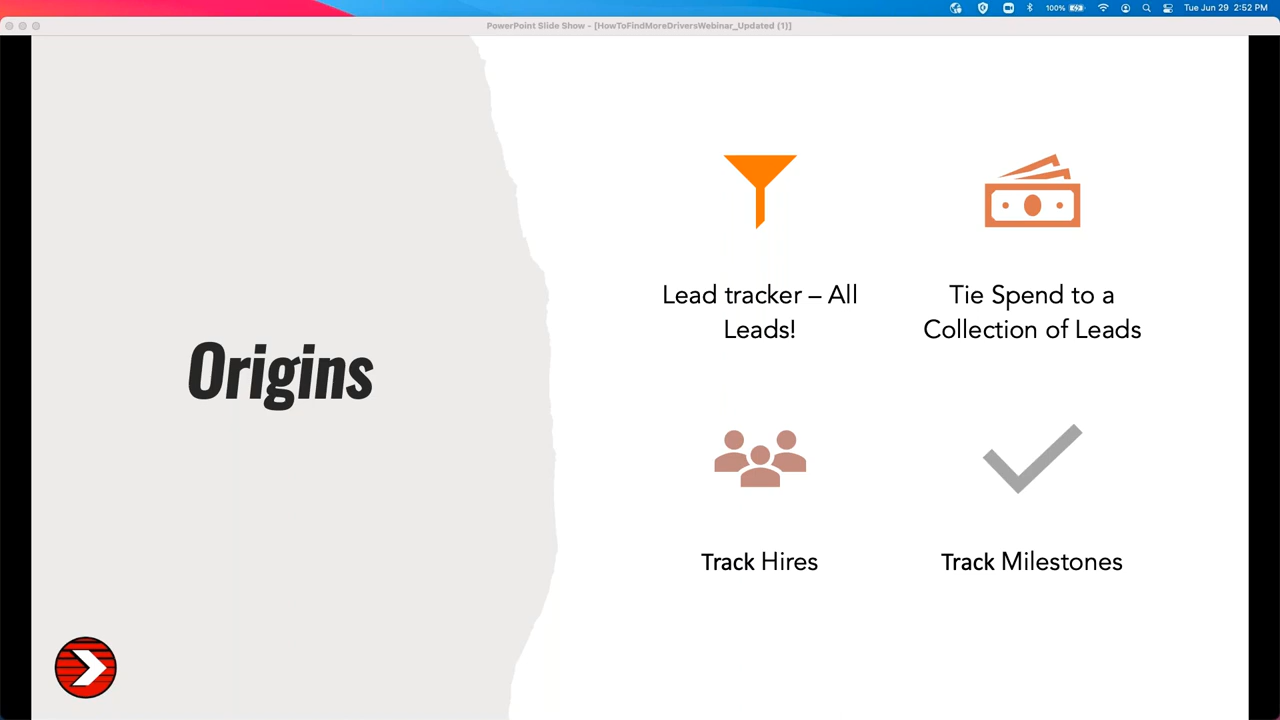 100%
Tue Jun 29 2:52 PM
PowerPoint Slide Show - [HowToFindMoreDriversWebinar_Updated (1)]
Origins
Lead tracker – All
Leads!
Tie Spend to a
Collection of Leads
Track Hires
Track Milestones